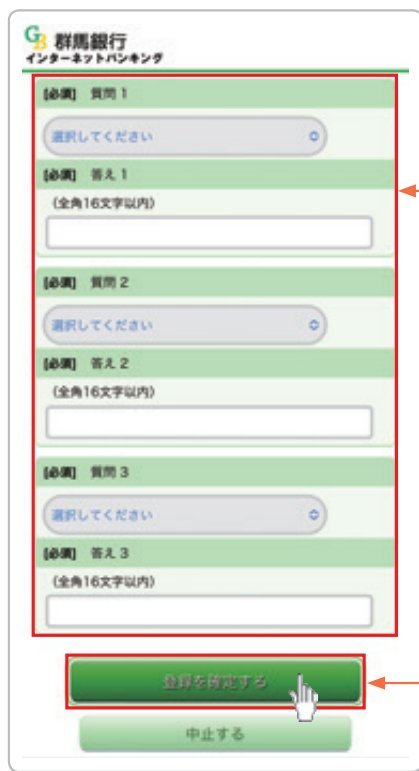 GB 群馬銀行
インターネットバンキング
[必須] 質問 1
選択してください
[必須] 答え 1
(全角16文字以内)
[必須] 質問 2
選択してください
[必須] 答え 2
(全角16文字以内)
[必須] 質問 3
選択してください
[必須] 答え 3
(全角16文字以内)
登録を確定する
中止する